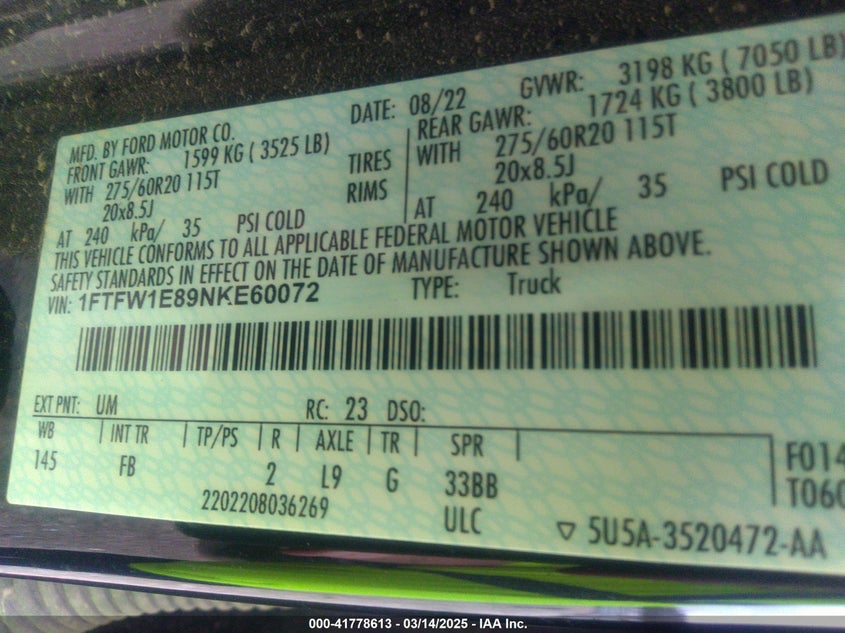 MFD. BY FORD MOTOR CO. DATE: 08/22 GVWR: 3198 KG ( 7050 LB)
FRONT GAWR: 1599 KG ( 3525 LB) REAR GAWR: 1724 KG ( 3800 LB)
WITH 275/60R20 115T TIRES WITH 275/60R20 115T
20x8.5J RIMS 20x8.5J
AT 240 kPa/ 35 PSI COLD AT 240 kPa/ 35 PSI COLD
THIS VEHICLE CONFORMS TO ALL APPLICABLE FEDERAL MOTOR VEHICLE
SAFETY STANDARDS IN EFFECT ON THE DATE OF MANUFACTURE SHOWN ABOVE.
VIN: 1FTFW1E89NKE60072 TYPE: Truck
EXT PNT: UM RC: 23 DSO:
WB INT TR TP/PS R AXLE TR SPR
145 FB 2 L9 G 33BB
F014
T060
2202208036269 ULC 5U5A-3520472-AA
000-41778613 - 03/14/2025 - IAA Inc.